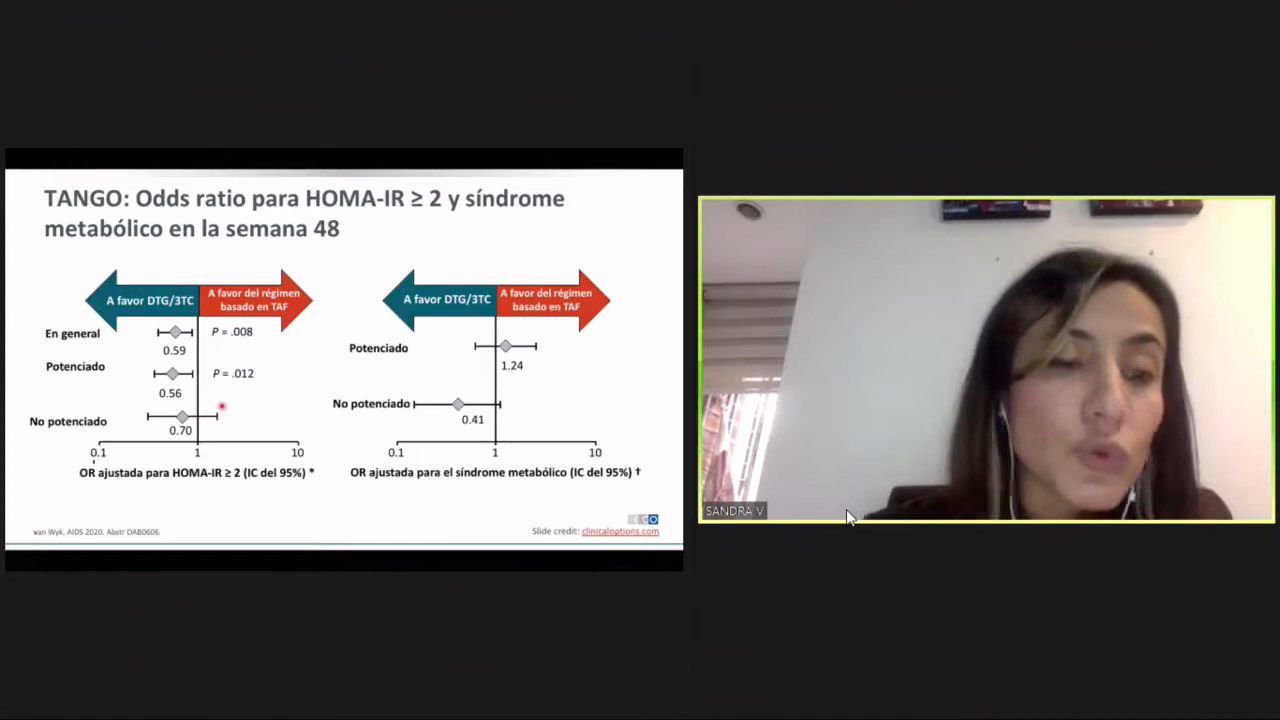 TANGO: Odds ratio para HOMA-IR ≥ 2 y síndrome
metabólico en la semana 48
A favor DTG/3TC
A favor del régimen
basado en TAF
En general
P = .008
0.59
Potenciado
P = .012
0.56
No potenciado
0.70
0.1
1
10
OR ajustada para HOMA-IR ≥ 2 (IC del 95%) *
A favor DTG/3TC
A favor del régimen
basado en TAF
Potenciado
1.24
No potenciado
0.41
0.1
1
10
OR ajustada para el síndrome metabólico (IC del 95%) †
van Wyk. AIDS 2020. Abstr OAB0606.
CCO
Slide credit: clinicaloptions.com
SANDRA V